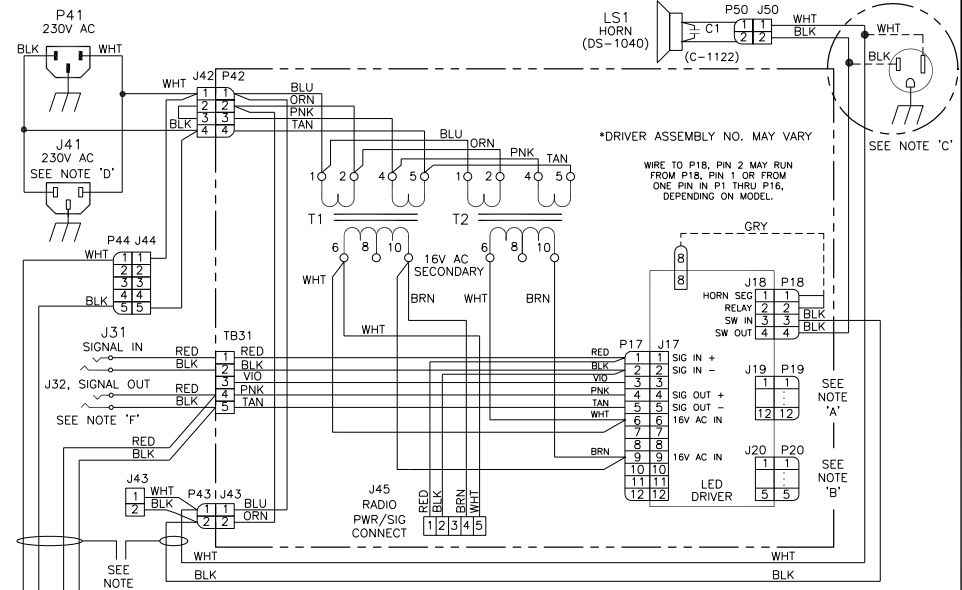 P41
230V AC
BLK
WHT
J41
230V AC
SEE NOTE 'D'
WHT
J42 P42
1 1
2 2
3 3
4 4
BLK
BLU
ORN
PNK
TAN
LS1
HORN
(DS-1040)
C1
(C-1122)
P50 J50
1 1
2 2
WHT
BLK
WHT
BLK
SEE NOTE 'C'
*DRIVER ASSEMBLY NO. MAY VARY
WIRE TO P18, PIN 2 MAY RUN
FROM P18, PIN 1 OR FROM
ONE PIN IN P1 THRU P16,
DEPENDING ON MODEL.
BLU
ORN
PNK
TAN
1 2 4 5
1 2 4 5
T1
T2
6 8 10
6 8 10
16V AC
SECONDARY
WHT
BRN
WHT
BRN
WHT
GRY
8
8
J18 P18
HORN SEG 1 1
RELAY 2 2
SW IN 3 3 BLK
SW OUT 4 4 BLK
P44 J44
WHT
1 1
2 2
3 3
4 4
5 5
BLK
J31
SIGNAL IN
RED
BLK
J32, SIGNAL OUT
RED
BLK
SEE NOTE 'F'
RED
BLK
TB31
1 RED
2 BLK
3 VIO
4 PNK
5 TAN
P17 J17
RED 1 1 SIG IN +
BLK 2 2 SIG IN -
VIO 3 3
PNK 4 4 SIG OUT +
TAN 5 5 SIG OUT -
WHT 6 6 16V AC IN
7 7
8 8
BRN 9 9 16V AC IN
10 10
11 11
12 12
LED
DRIVER
J19 P19
1 1
12 12
SEE
NOTE
'A'
J20 P20
1 1
5 5
SEE
NOTE
'B'
J43
1 WHT
2 BLK
P43 J43
1 1 BLU
2 2 ORN
J45
RADIO
PWR/SIG
CONNECT
RED
BLK
BRN
WHT
1 2 3 4 5
SEE
NOTE
WHT
BLK
WHT
BLK